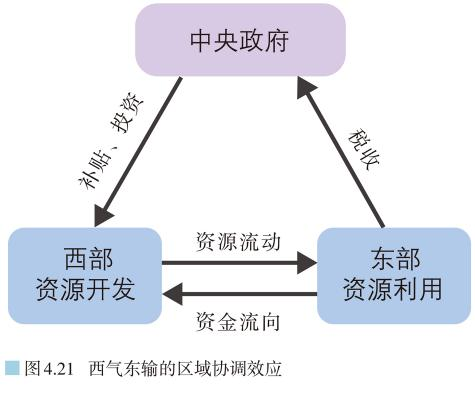 中央政府
补贴、投资
税收
西部
资源开发
资源流动
资金流向
东部
资源利用
图4.21 西气东输的区域协调效应